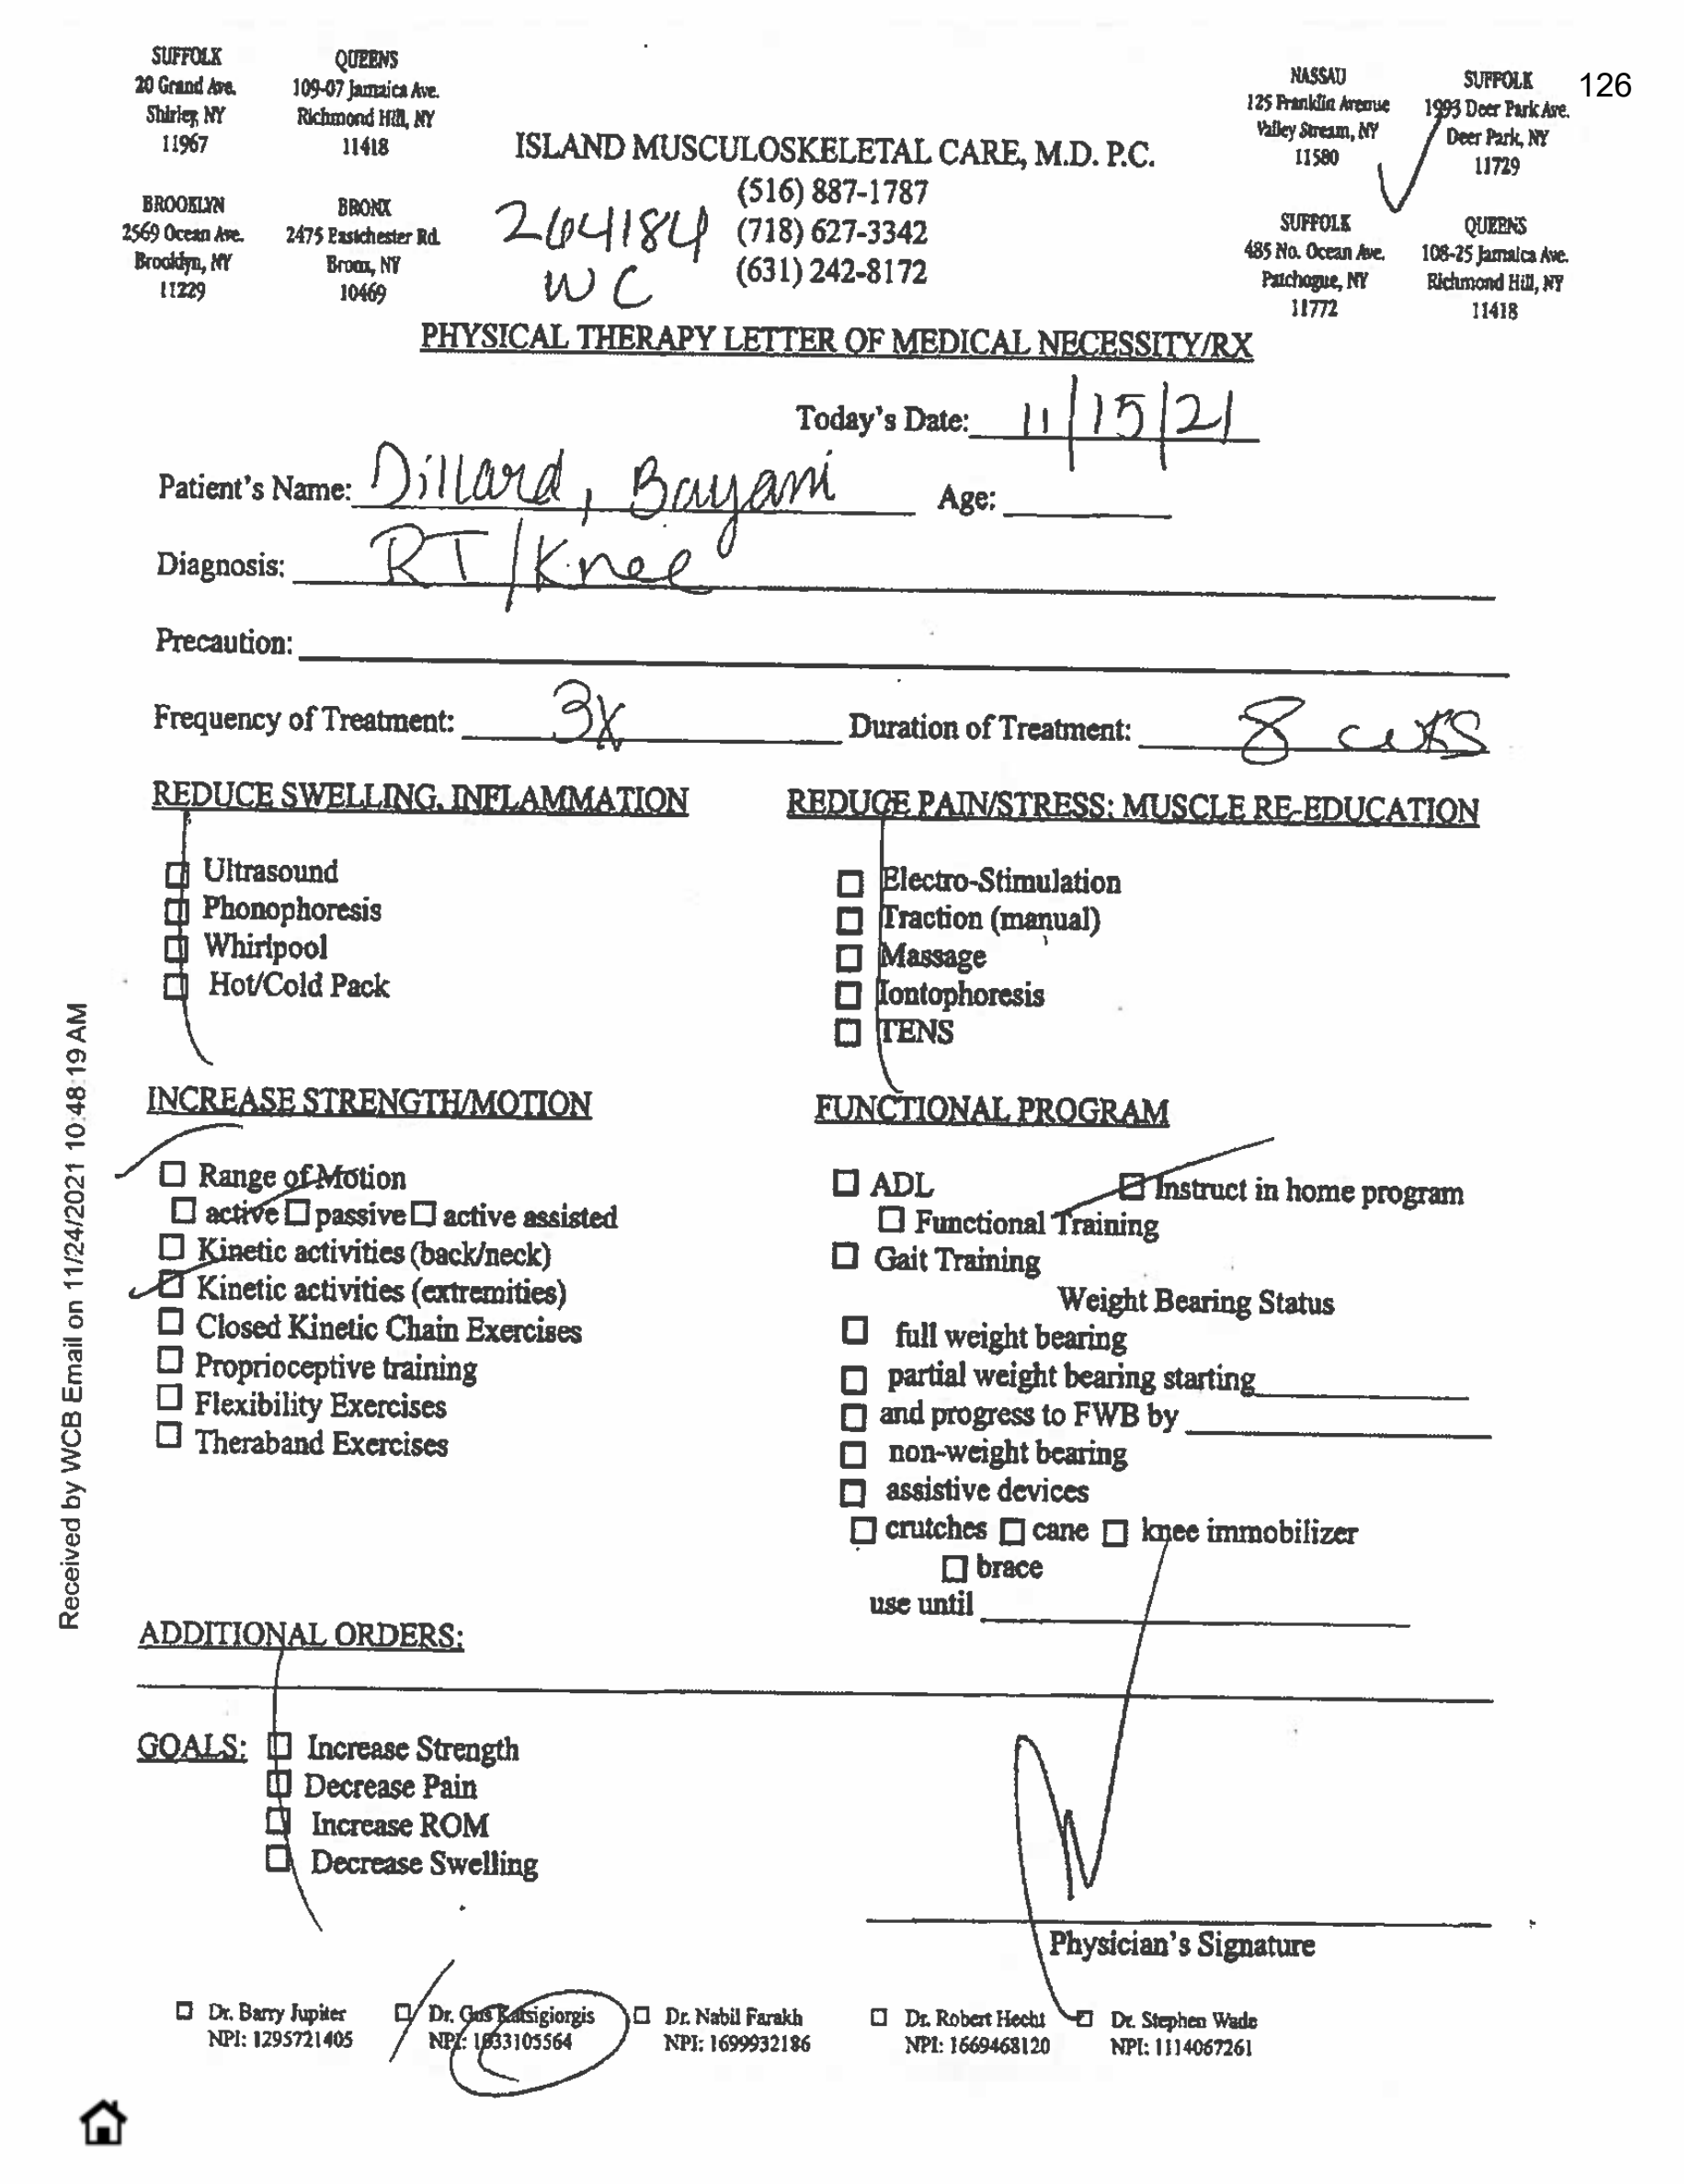 126
SUFFOLK
20 Grand Ave.
Shirley, NY
11967
QUEENS
109-07 Jamaica Ave.
Richmond Hill, NY
11418
NASSAU
125 Franklin Avenue
Valley Stream, NY
11580
SUFFOLK
1993 Deer Park Ave.
Deer Park, NY
11729
BROOKLYN
2569 Ocean Ave.
Brooklyn, NY
11229
BRONX
2475 Eastchester Rd.
Bronx, NY
10469
ISLAND MUSCULOSKELETAL CARE, M.D. P.C.
(516) 887-1787
(718) 627-3342
(631) 242-8172
264184
WC
SUFFOLK
485 No. Ocean Ave.
Patchogue, NY
11772
QUEENS
108-25 Jamaica Ave.
Richmond Hill, NY
11418
PHYSICAL THERAPY LETTER OF MEDICAL NECESSITY/RX
Today's Date: 11/15/21
Patient's Name: Dillard, Bayani Age:
Diagnosis: RT/Knee
Precaution:
Frequency of Treatment: 3x Duration of Treatment: 8 wks
REDUCE SWELLING, INFLAMMATION
Ultrasound
Phonophoresis
Whirlpool
Hot/Cold Pack
REDUCE PAIN/STRESS: MUSCLE RE-EDUCATION
Electro-Stimulation
Traction (manual)
Massage
Iontophoresis
TENS
INCREASE STRENGTH/MOTION
Range of Motion
active passive active assisted
Kinetic activities (back/neck)
Kinetic activities (extremities)
Closed Kinetic Chain Exercises
Proprioceptive training
Flexibility Exercises
Theraband Exercises
FUNCTIONAL PROGRAM
ADL Instruct in home program
Functional Training
Gait Training
Weight Bearing Status
full weight bearing
partial weight bearing starting
and progress to FWB by
non-weight bearing
assistive devices
crutches cane knee immobilizer
brace
use until
ADDITIONAL ORDERS:
GOALS: Increase Strength
Decrease Pain
Increase ROM
Decrease Swelling
Physician's Signature
Dr. Barry Jupiter
NPI: 1295721405
Dr. Gus Katsigiorgis
NPI: 1033105564
Dr. Nabil Farakh
NPI: 1699932186
Dr. Robert Hecht
NPI: 1669468120
Dr. Stephen Wade
NPI: 1114067261
Received by WCB Email on 11/24/2021 10:48:19 AM